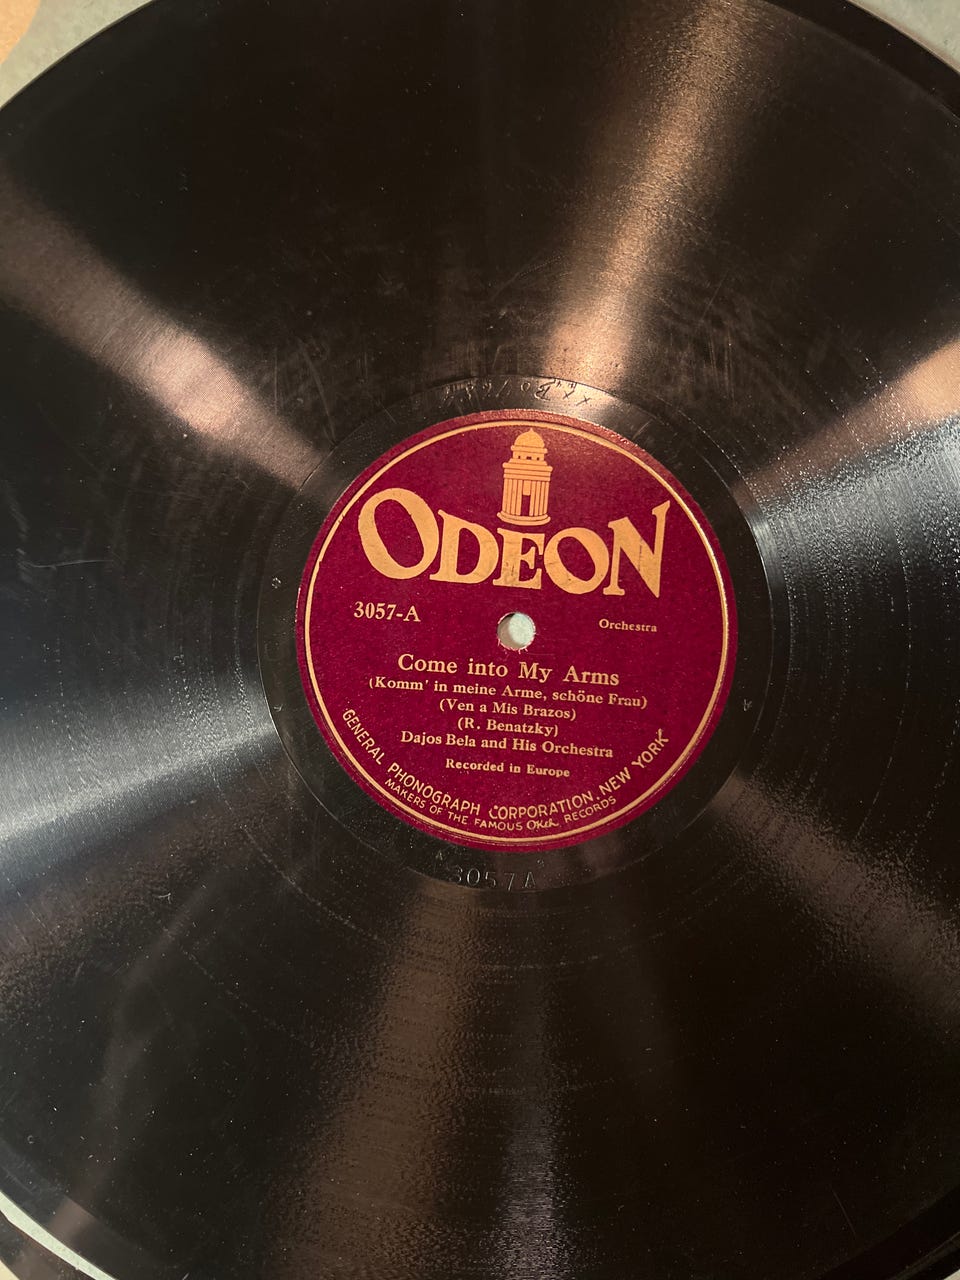 ODEON
3057-A
Orchestra
Come into My Arms
(Komm' in meine Arme, schöne Frau)
(Ven a Mis Brazos)
(R. Benatzky)
Dajos Bela and His Orchestra
Recorded in Europe
GENERAL PHONOGRAPH CORPORATION. NEW YORK
MAKERS OF THE FAMOUS OKeh RECORDS
3057A